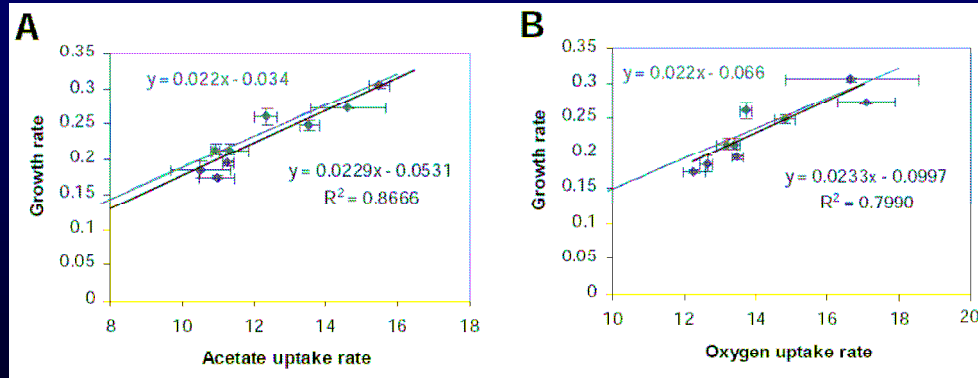 A
Growth rate
0.35
0.3
0.25
0.2
0.15
0.1
0.05
0
8
10
12
14
16
18
Acetate uptake rate
y = 0.022x - 0.034
y = 0.0229x - 0.0531
R² = 0.8666
B
Growth rate
0.35
0.3
0.25
0.2
0.15
0.1
0.05
0
10
12
14
16
18
20
Oxygen uptake rate
y = 0.022x - 0.066
y = 0.0233x - 0.0997
R² = 0.7990